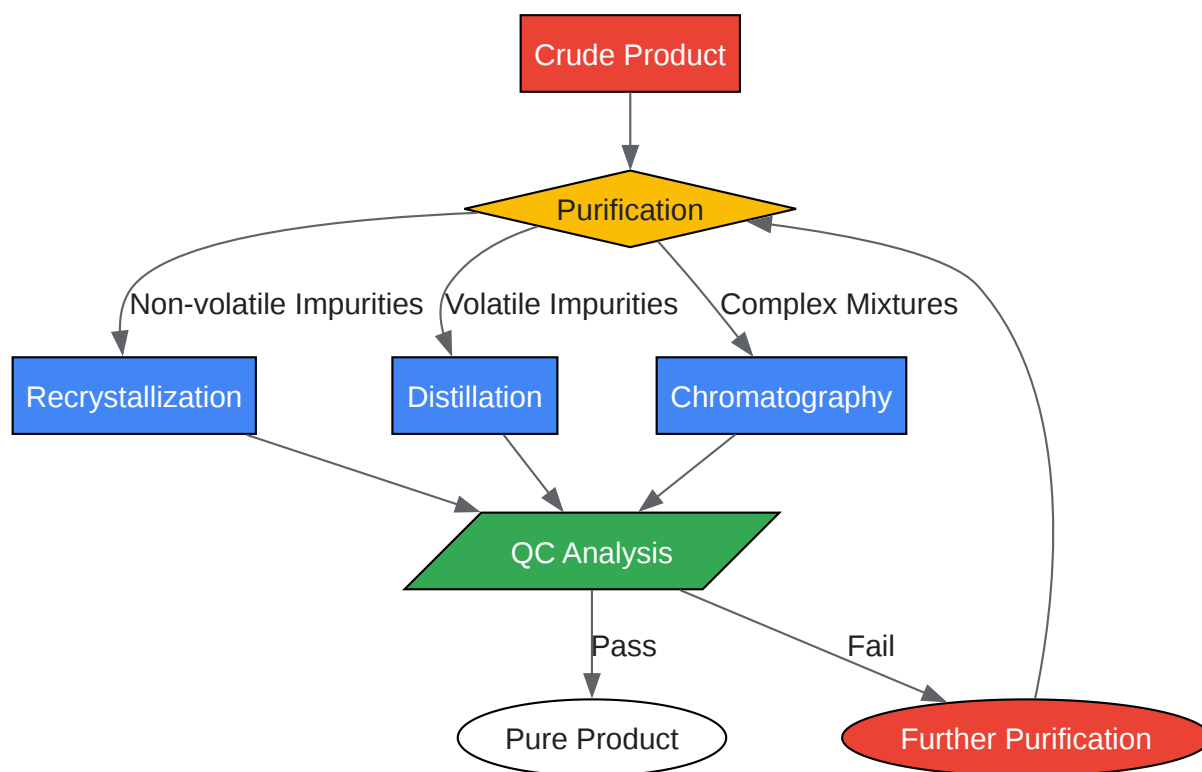 Crude Product
Purification
Non-volatile Impurities
Volatile Impurities
Complex Mixtures
Recrystallization
Distillation
Chromatography
QC Analysis
Pass
Fail
Pure Product
Further Purification